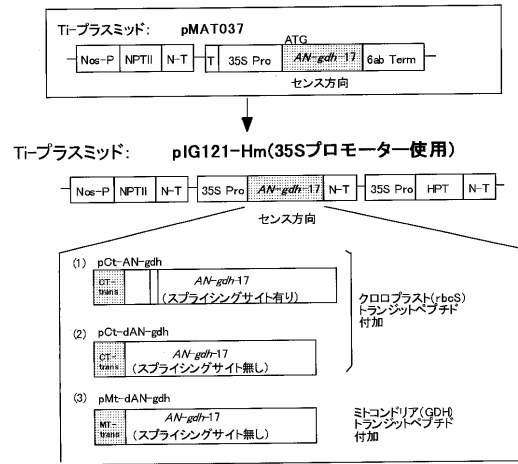 Ti-プラスミッド: pMAT037
ATG
Nos-P NPTII N-T T 35S Pro AN-gdh-17 6ab Term
センス方向
Ti-プラスミッド: pIG121-Hm(35Sプロモーター使用)
Nos-P NPTII N-T 35S Pro AN-gdh-17 N-T 35S Pro HPT N-T
センス方向
(1) pCt-AN-gdh
CT-trans AN-gdh-17
(スプライシングサイト有り)
クロロプラスト(rbcS)
トランジットペプチド
付加
(2) pCt-dAN-gdh
CT-trans AN-gdh-17
(スプライシングサイト無し)
(3) pMt-dAN-gdh
MT-trans AN-gdh-17
(スプライシングサイト無し)
ミトコンドリア(GDH)
トランジットペプチド
付加